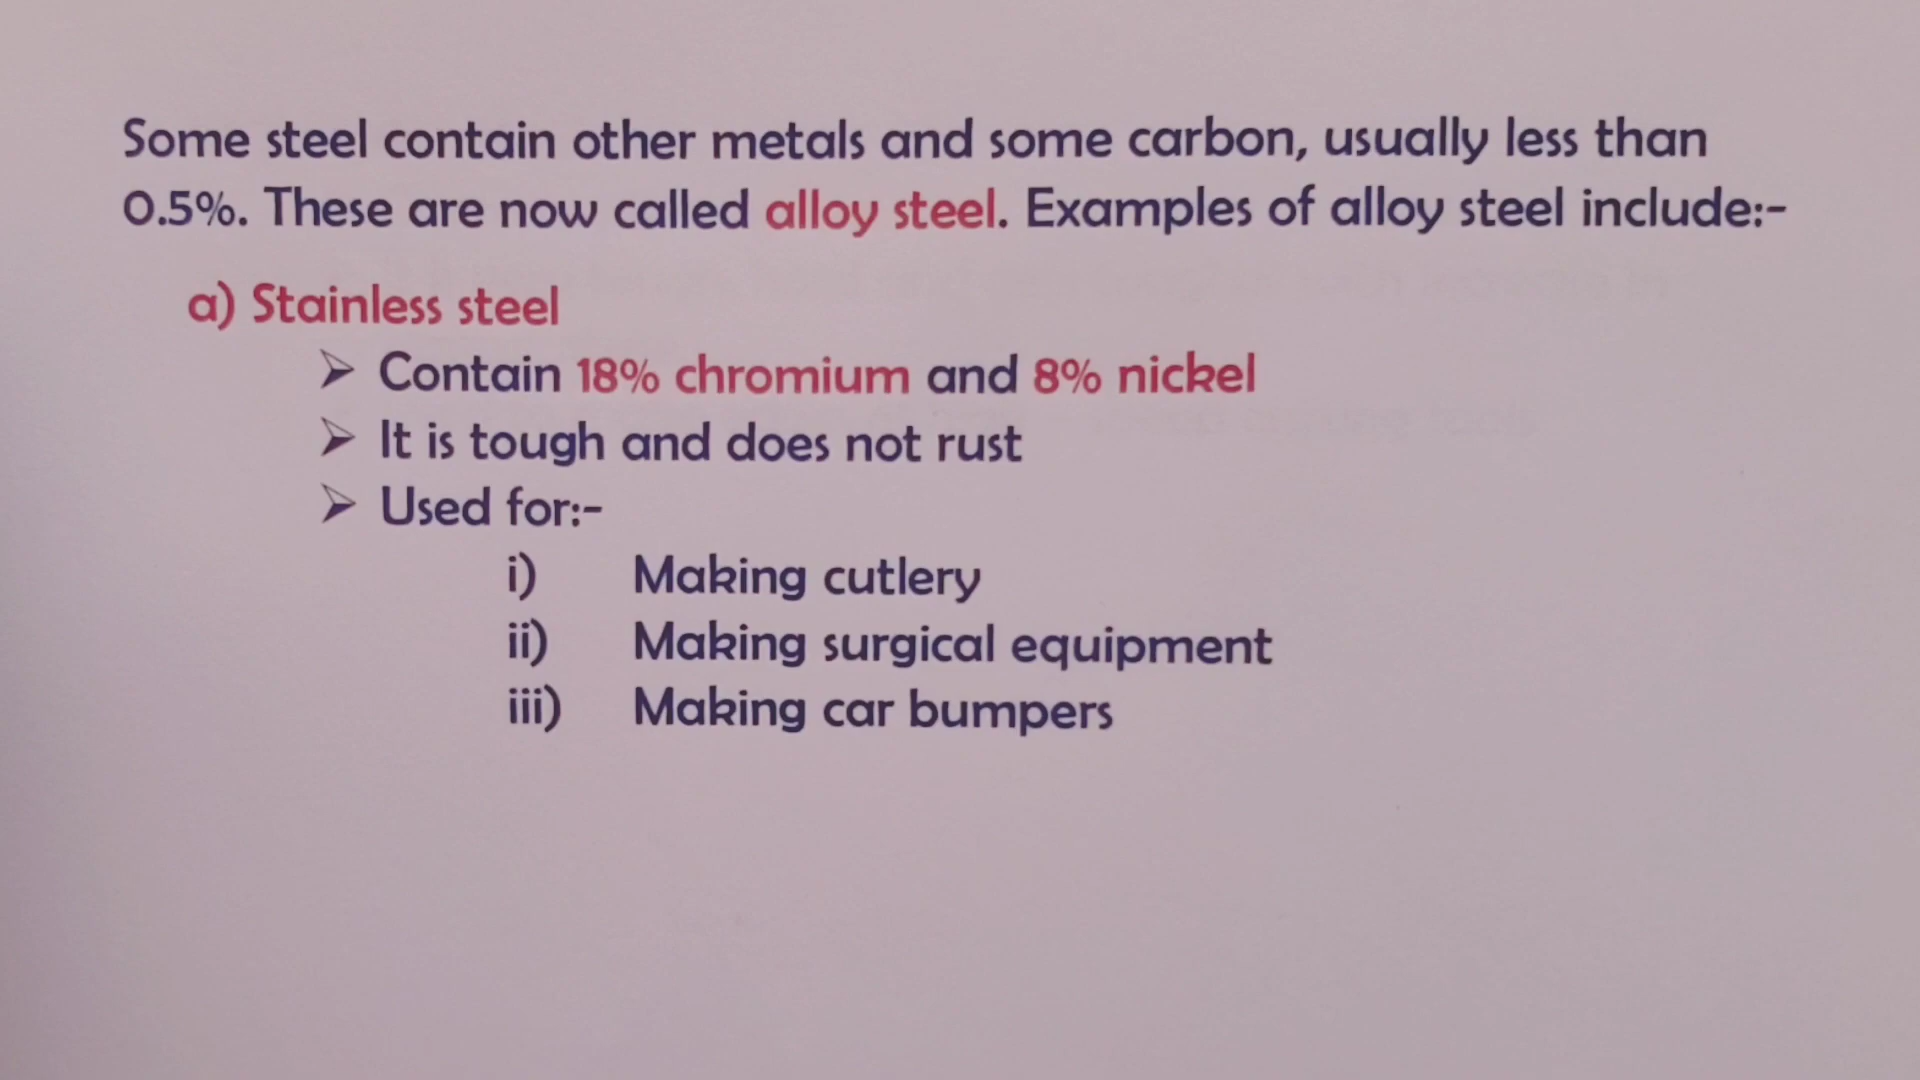 Some steel contain other metals and some carbon, usually less than
0.5%. These are now called alloy steel. Examples of alloy steel include:-
a) Stainless steel
➢ Contain 18% chromium and 8% nickel
➢ It is tough and does not rust
➢ Used for:-
i) Making cutlery
ii) Making surgical equipment
iii) Making car bumpers